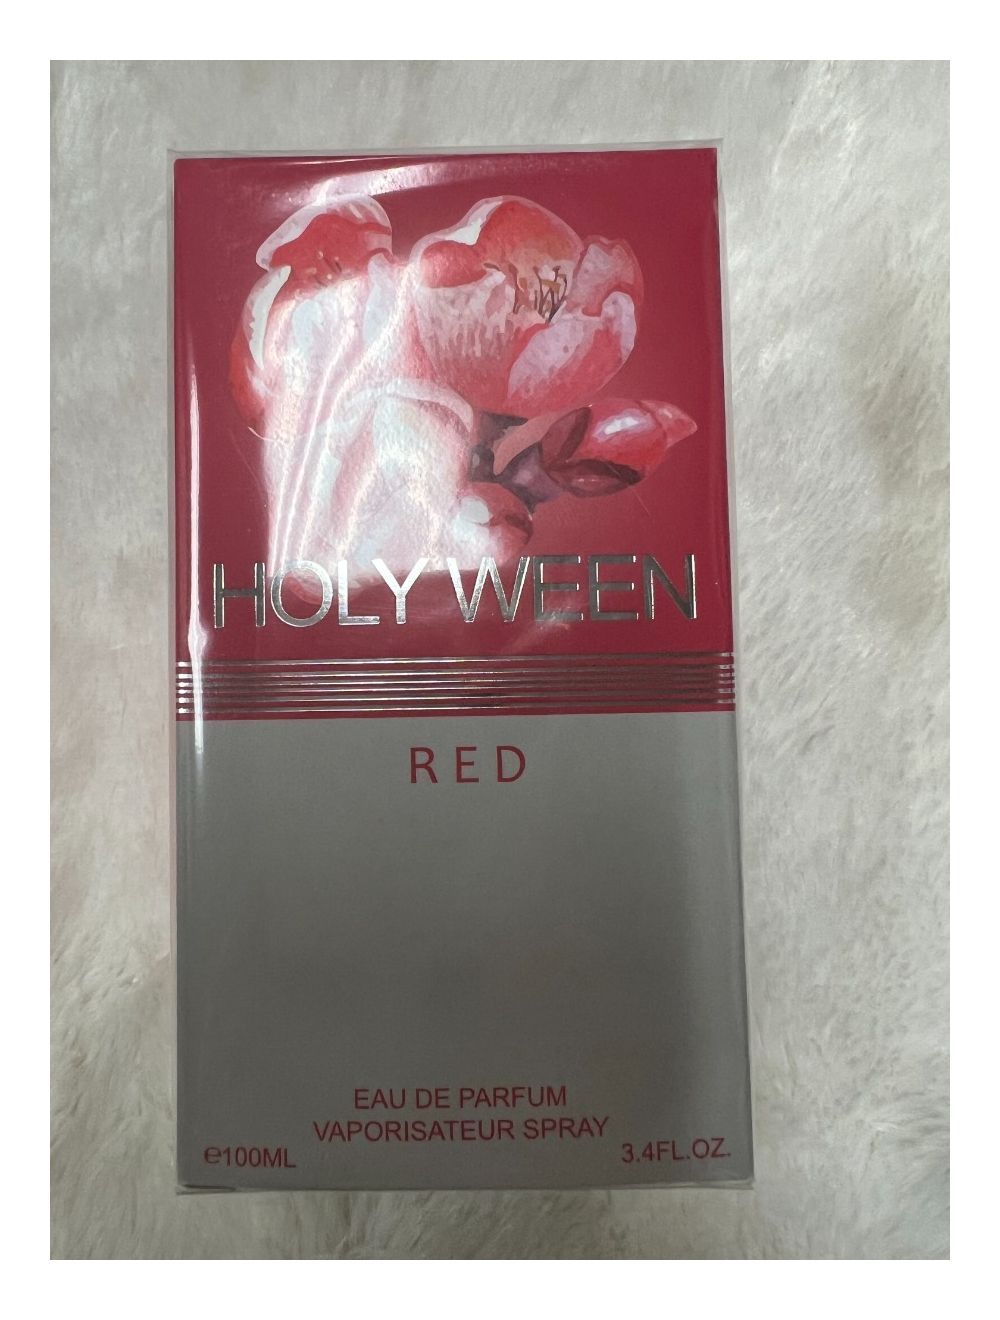 HOLY WEEN
RED
EAU DE PARFUM
VAPORISATEUR SPRAY
℮100ML
3.4FL.OZ.